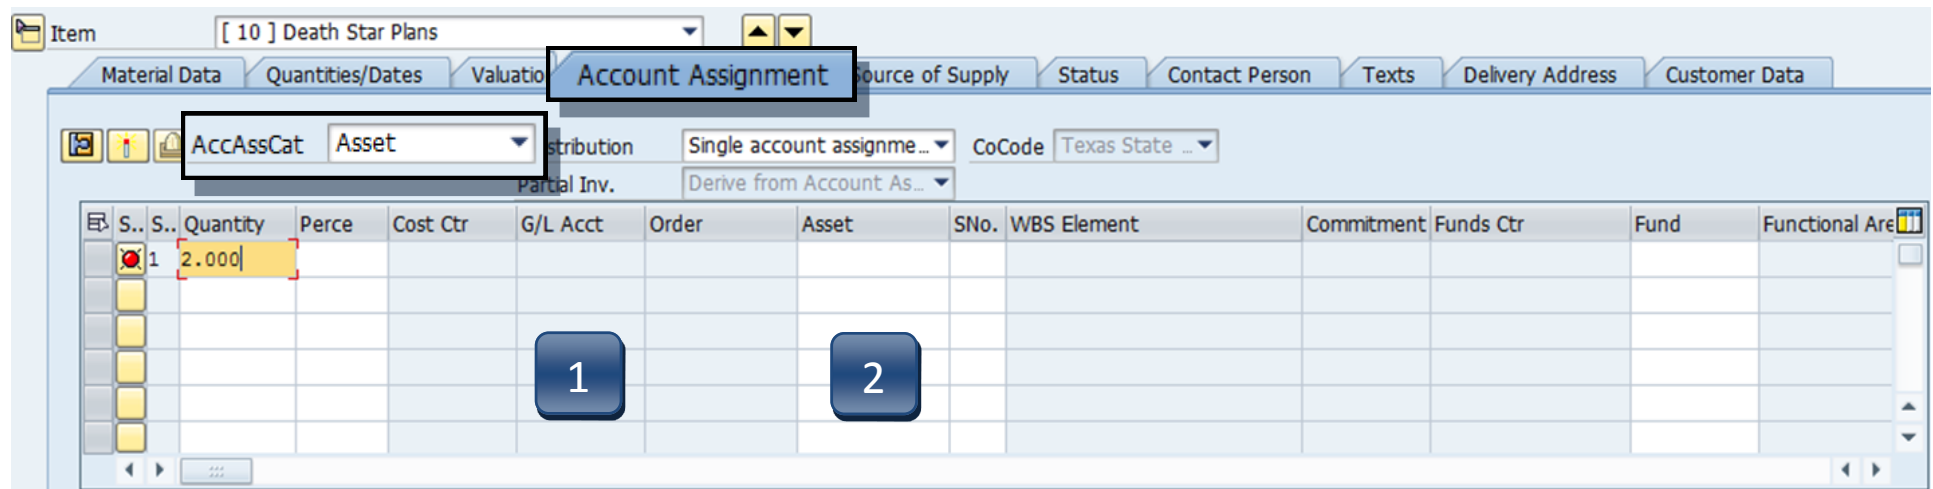 Item [ 10 ] Death Star Plans
Material Data Quantities/Dates Valuatio Account Assignment Source of Supply Status Contact Person Texts Delivery Address Customer Data
AccAssCat Asset stribution Single account assignme... CoCode Texas State ...
Partial Inv. Derive from Account As...
S.. S.. Quantity Perce Cost Ctr G/L Acct Order Asset SNo. WBS Element Commitment Funds Ctr Fund Functional Are
1 2.000
1 2